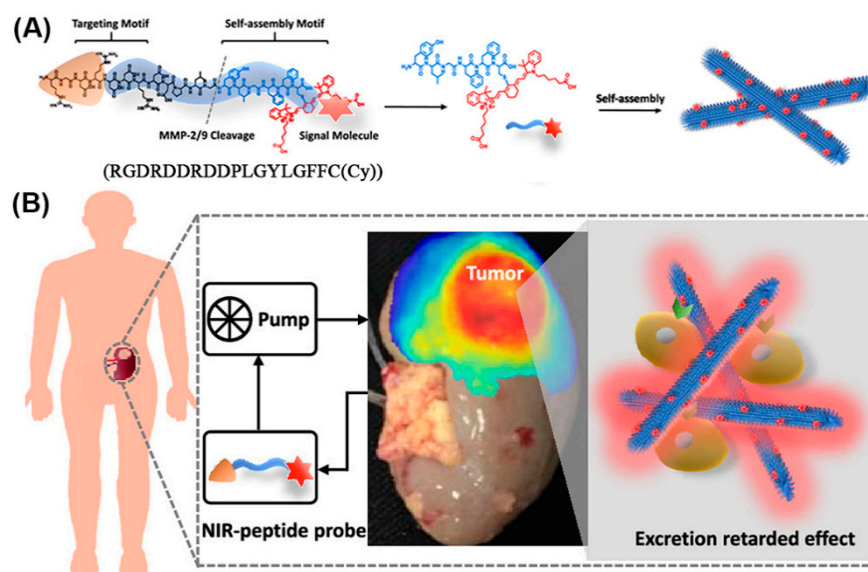 (A)
Targeting Motif
Self-assembly Motif
MMP-2/9 Cleavage
Signal Molecule
(RGDRDDRDDPLGYLGFFC(Cy))
Self-assembly
(B)
Pump
NIR-peptide probe
Tumor
Excretion retarded effect